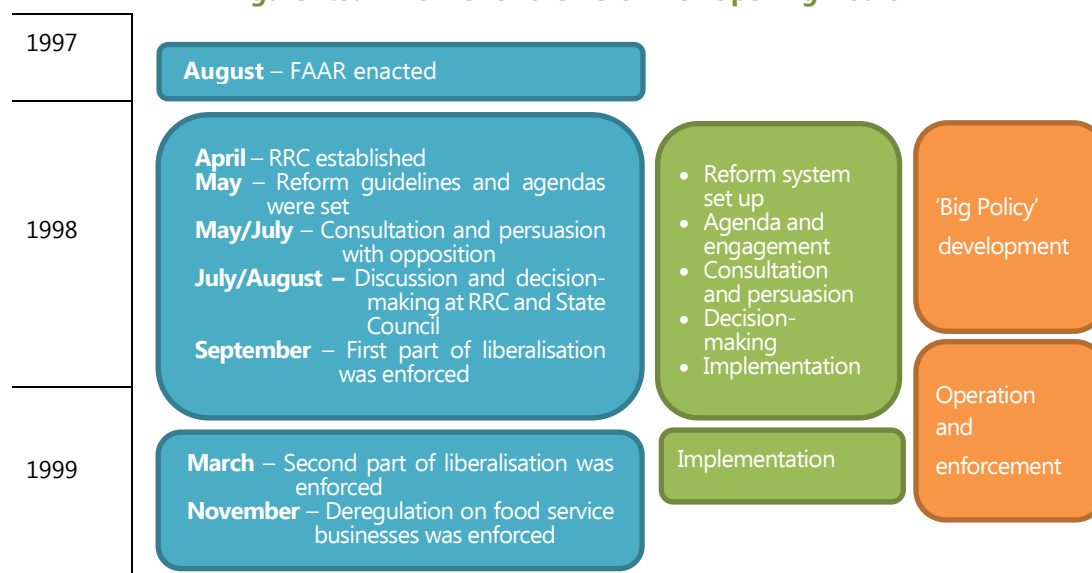 1997
August – FAAR enacted
1998
April – RRC established
May – Reform guidelines and agendas
were set
May/July – Consultation and persuasion
with opposition
July/August – Discussion and decision-
making at RRC and State
Council
September – First part of liberalisation
was enforced
• Reform system
set up
• Agenda and
engagement
• Consultation
and persuasion
• Decision-
making
• Implementation
'Big Policy'
development
1999
March – Second part of liberalisation was
enforced
November – Deregulation on food service
businesses was enforced
Implementation
Operation
and
enforcement